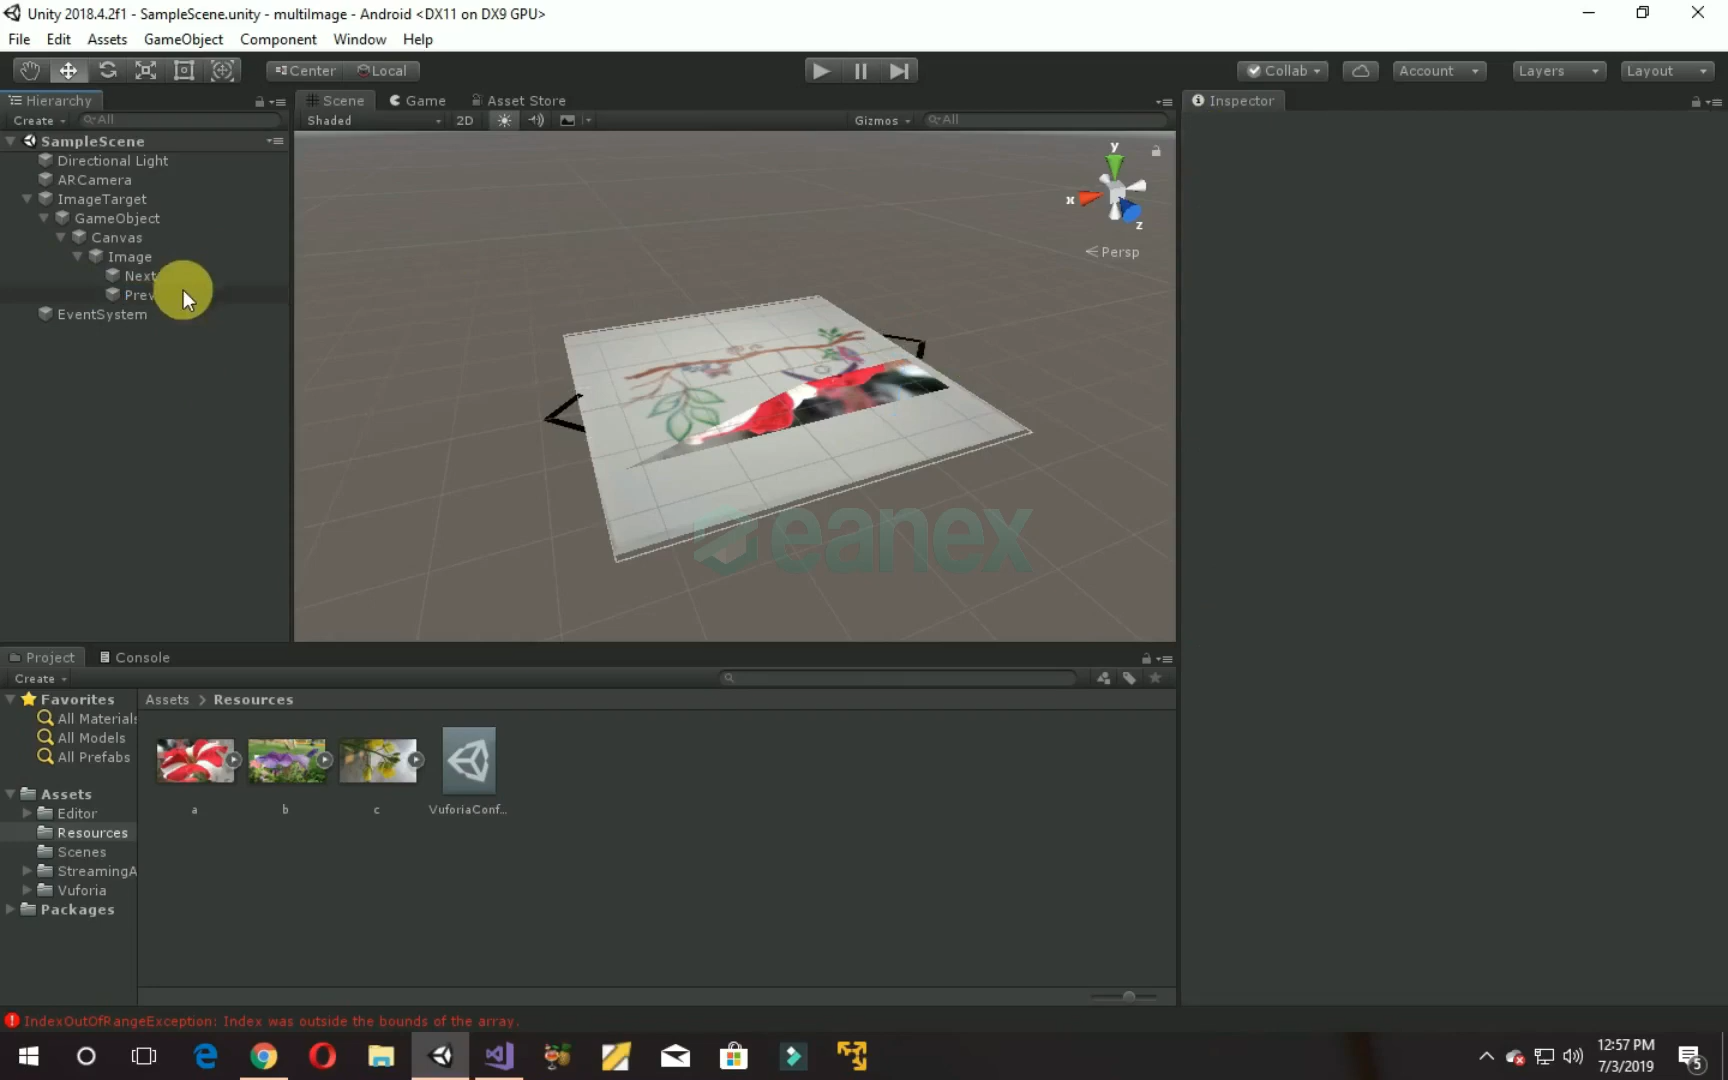 Unity 2018.4.2f1 - SampleScene.unity - multiImage - Android <DX11 on DX9 GPU>
File Edit Assets GameObject Component Window Help
Center Local Collab Account Layers Layout
Hierarchy Scene Game Asset Store Inspector
Create All Shaded 2D Gizmos All
SampleScene
Directional Light
ARCamera
ImageTarget
GameObject
Canvas
Image
Next
Prev
EventSystem
y
x
z
Persp
eanex
Project Console
Create
Favorites
All Materials
All Models
All Prefabs
Assets > Resources
a b c VuforiaConf...
Assets
Editor
Resources
Scenes
StreamingA
Vuforia
Packages
IndexOutOfRangeException: Index was outside the bounds of the array.
12:57 PM
7/3/2019
5